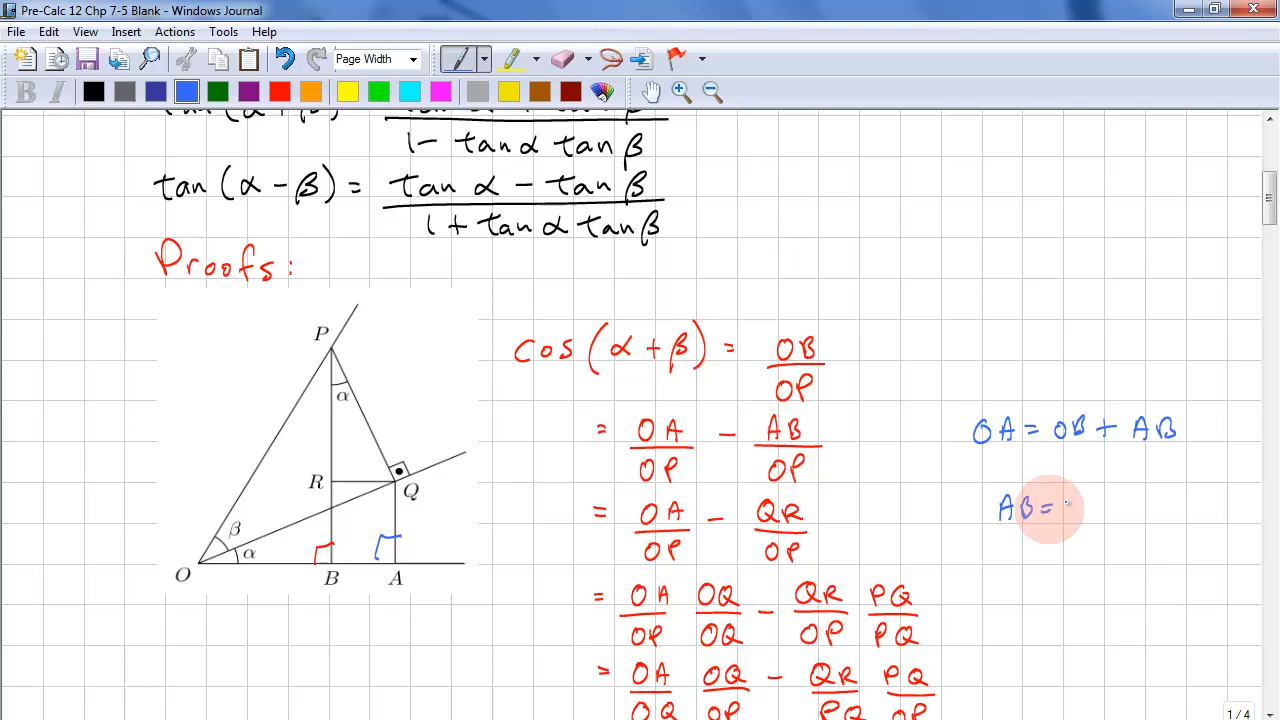 Pre-Calc 12 Chp 7-5 Blank - Windows Journal
File Edit View Insert Actions Tools Help
Page Width
B I
tan (α+β)
1 - tan α tan β
tan (α - β) = tan α - tan β
1 + tan α tan β
Proofs:
P
α
R
Q
β
α
O
B
A
cos (α + β) = OB
OP
= OA - AB
OP OP
OA = OB + AB
= OA - QR
OP OP
AB =
= OA OQ - QR PQ
OP OQ OP PQ
= OA OQ - QR PQ
OQ OP PQ OP
1/4